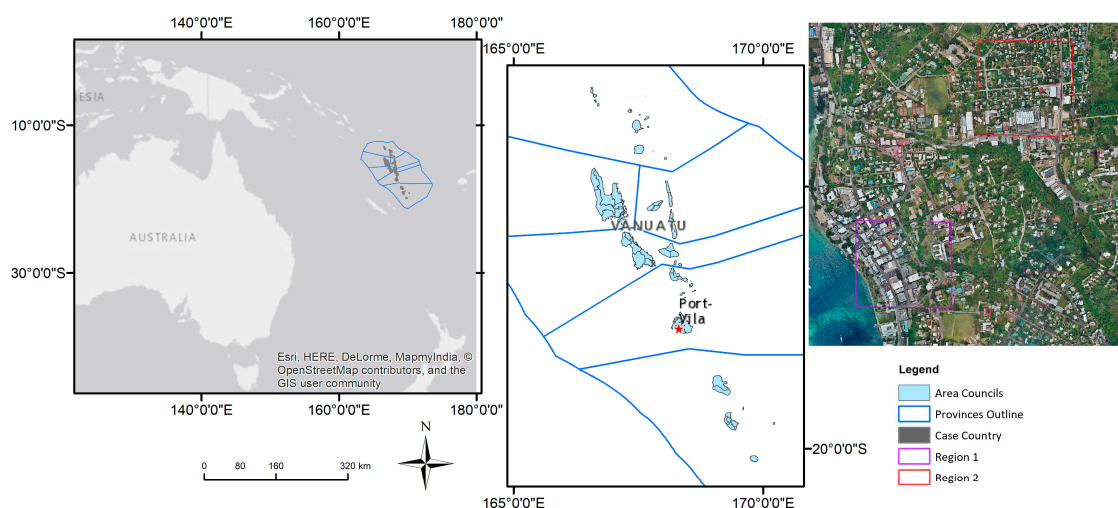 140°0'0"E
160°0'0"E
180°0'0"
ESIA
10°0'0"S
AUSTRALIA
30°0'0"S
Esri, HERE, DeLorme, MapmyIndia, ©
OpenStreetMap contributors, and the
GIS user community
140°0'0"E
160°0'0"E
180°0'0"
0 80 160 320 km
N
165°0'0"E
170°0'0"E
VANUATU
Port-
Vila
20°0'0"S
165°0'0"E
170°0'0"E
Legend
Area Councils
Provinces Outline
Case Country
Region 1
Region 2